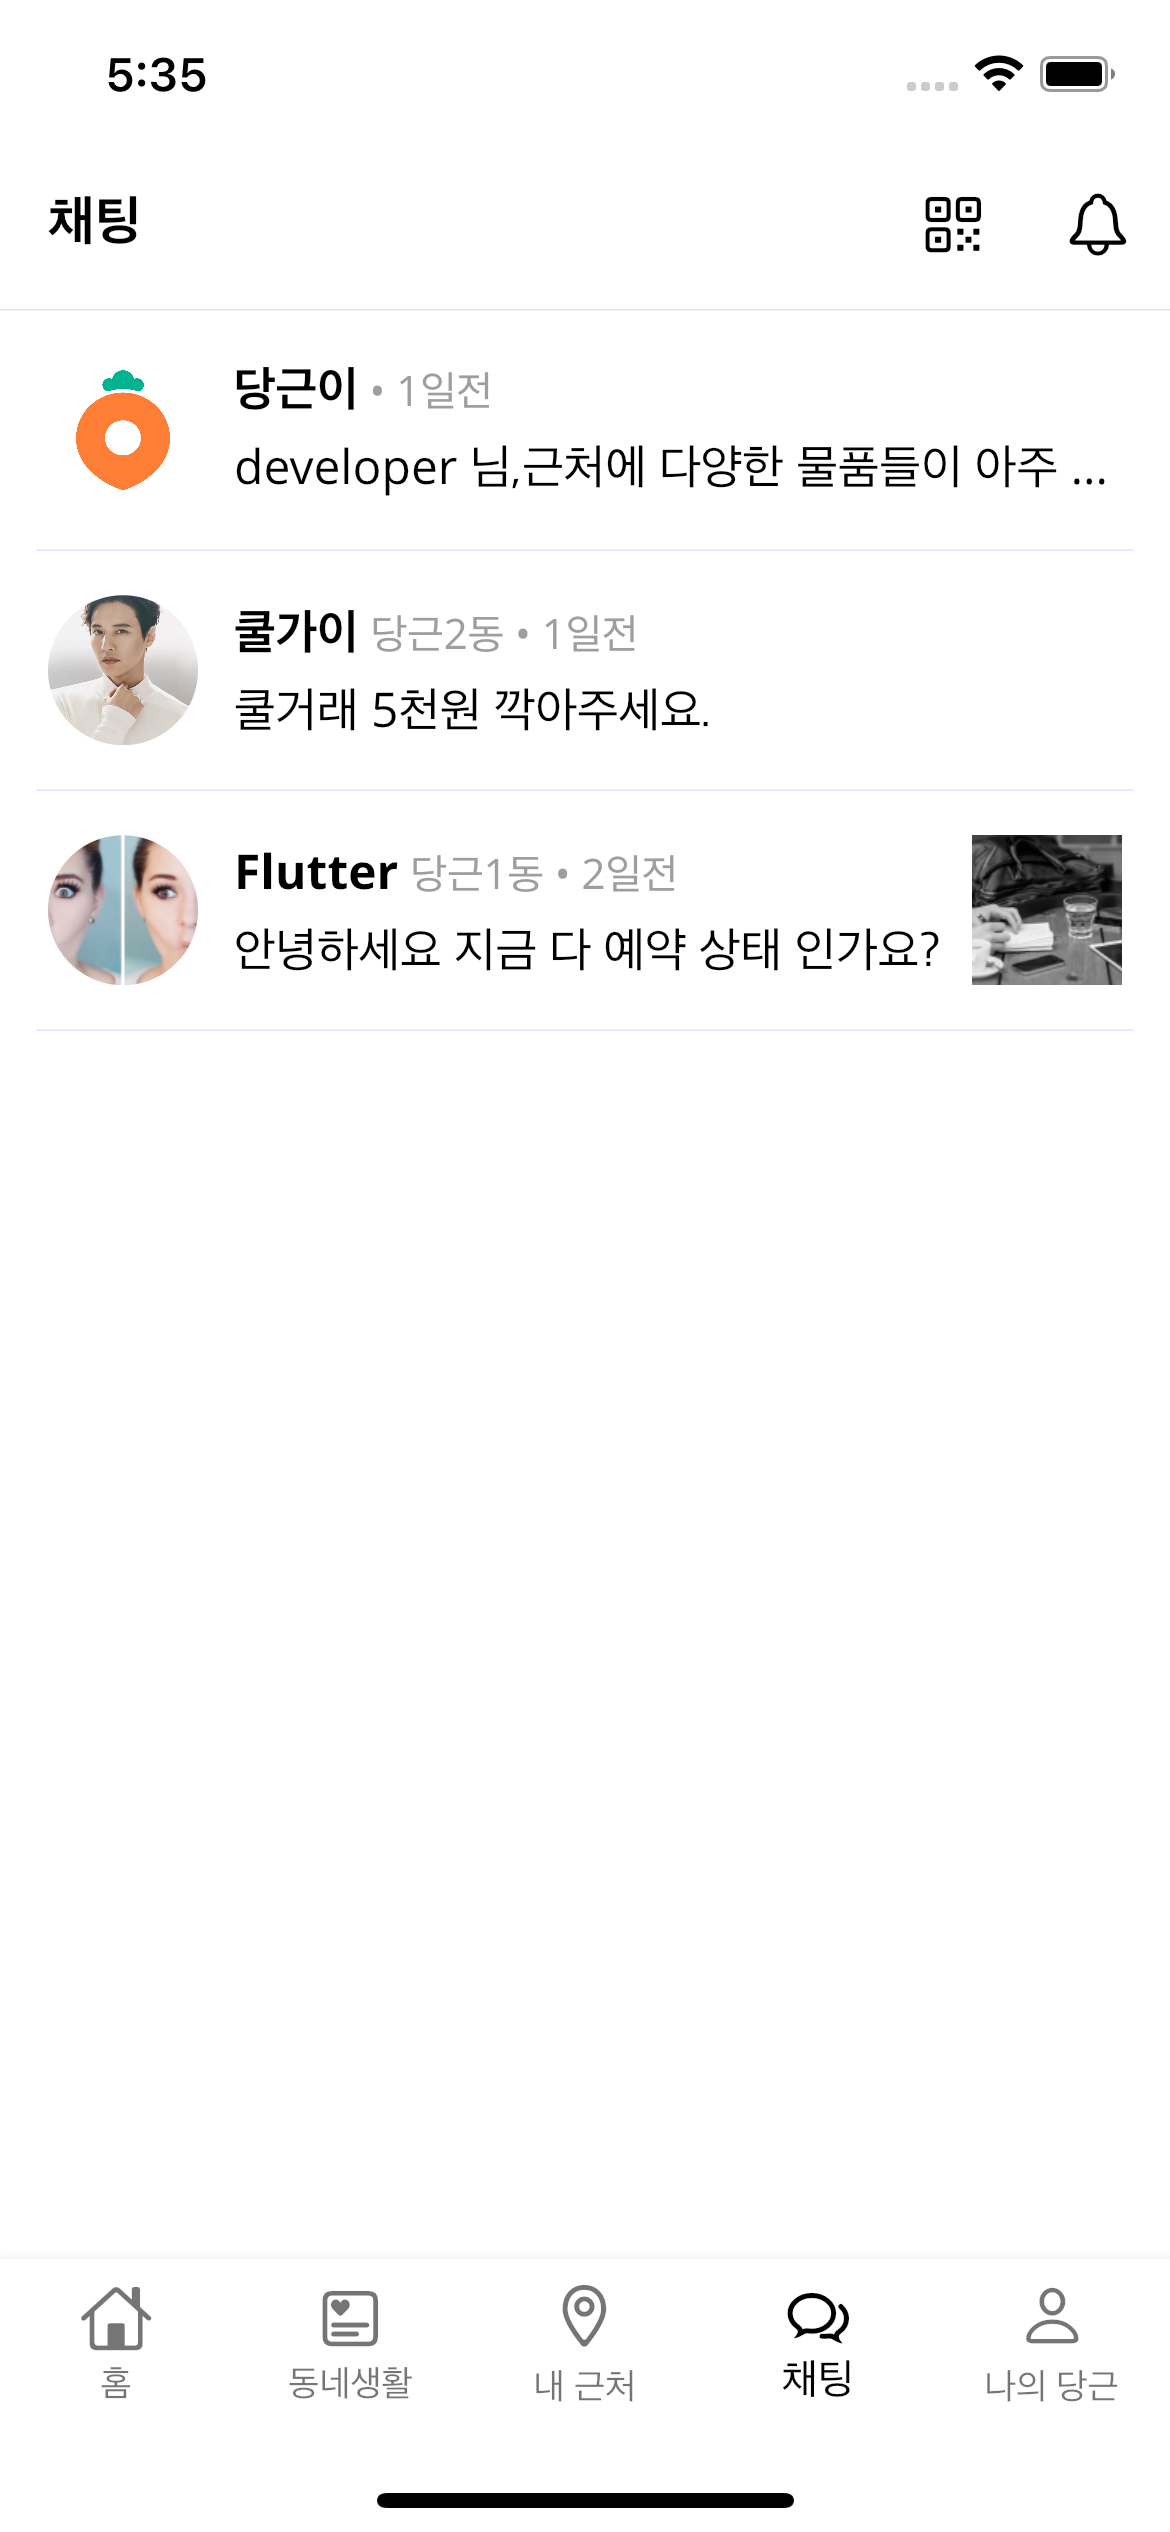 5:35
채팅
당근이 • 1일전
developer 님,근처에 다양한 물품들이 아주 ...
쿨가이 당근2동 • 1일전
쿨거래 5천원 깍아주세요.
Flutter 당근1동 • 2일전
안녕하세요 지금 다 예약 상태 인가요?
홈
동네생활
내 근처
채팅
나의 당근